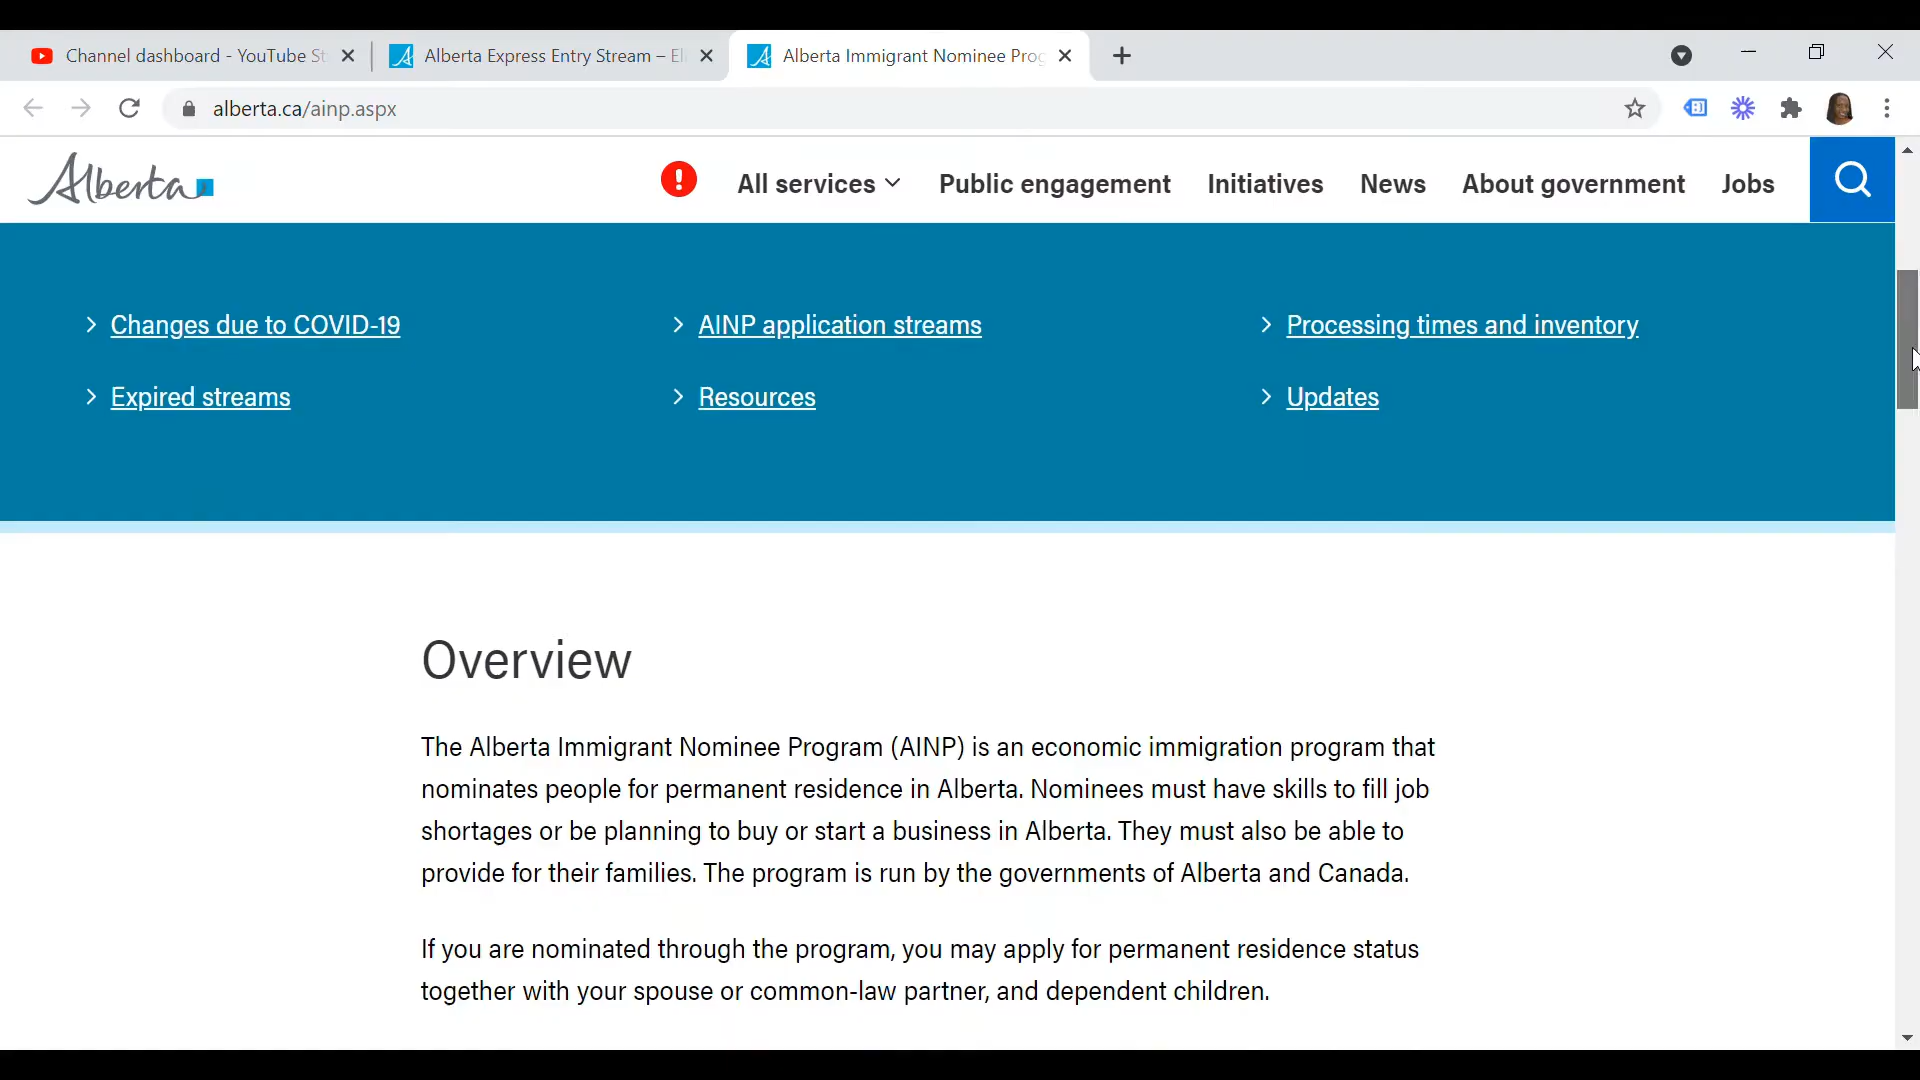 Channel dashboard - YouTube St
Alberta Express Entry Stream – El
Alberta Immigrant Nominee Prog
alberta.ca/ainp.aspx
Alberta
All services
Public engagement
Initiatives
News
About government
Jobs
Changes due to COVID-19
AINP application streams
Processing times and inventory
Expired streams
Resources
Updates
Overview
The Alberta Immigrant Nominee Program (AINP) is an economic immigration program that
nominates people for permanent residence in Alberta. Nominees must have skills to fill job
shortages or be planning to buy or start a business in Alberta. They must also be able to
provide for their families. The program is run by the governments of Alberta and Canada.
If you are nominated through the program, you may apply for permanent residence status
together with your spouse or common-law partner, and dependent children.